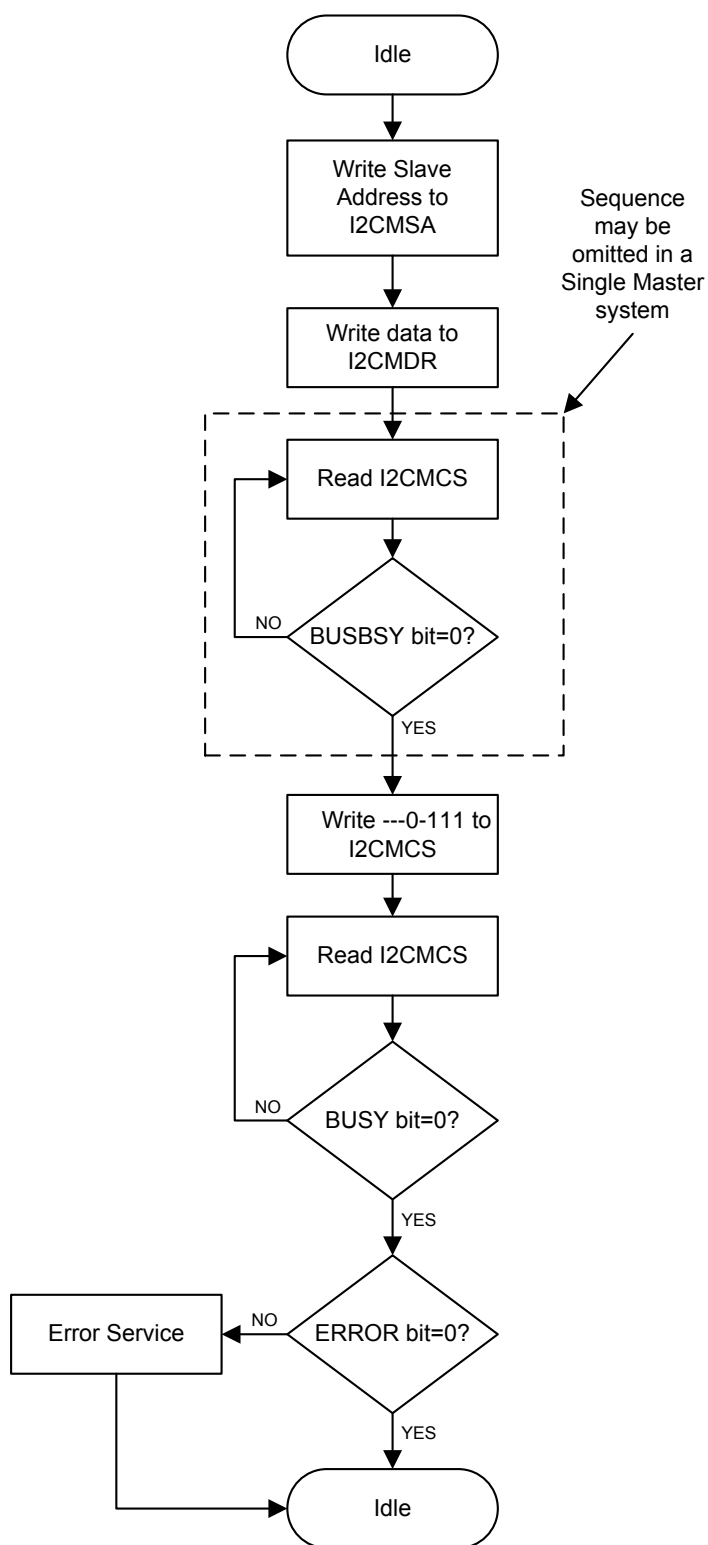 Idle
Write Slave
Address to
I2CMSA
Sequence
may be
omitted in a
Single Master
system
Write data to
I2CMDR
Read I2CMCS
NO
BUSBSY bit=0?
YES
Write ---0-111 to
I2CMCS
Read I2CMCS
NO
BUSY bit=0?
YES
Error Service
NO
ERROR bit=0?
YES
Idle